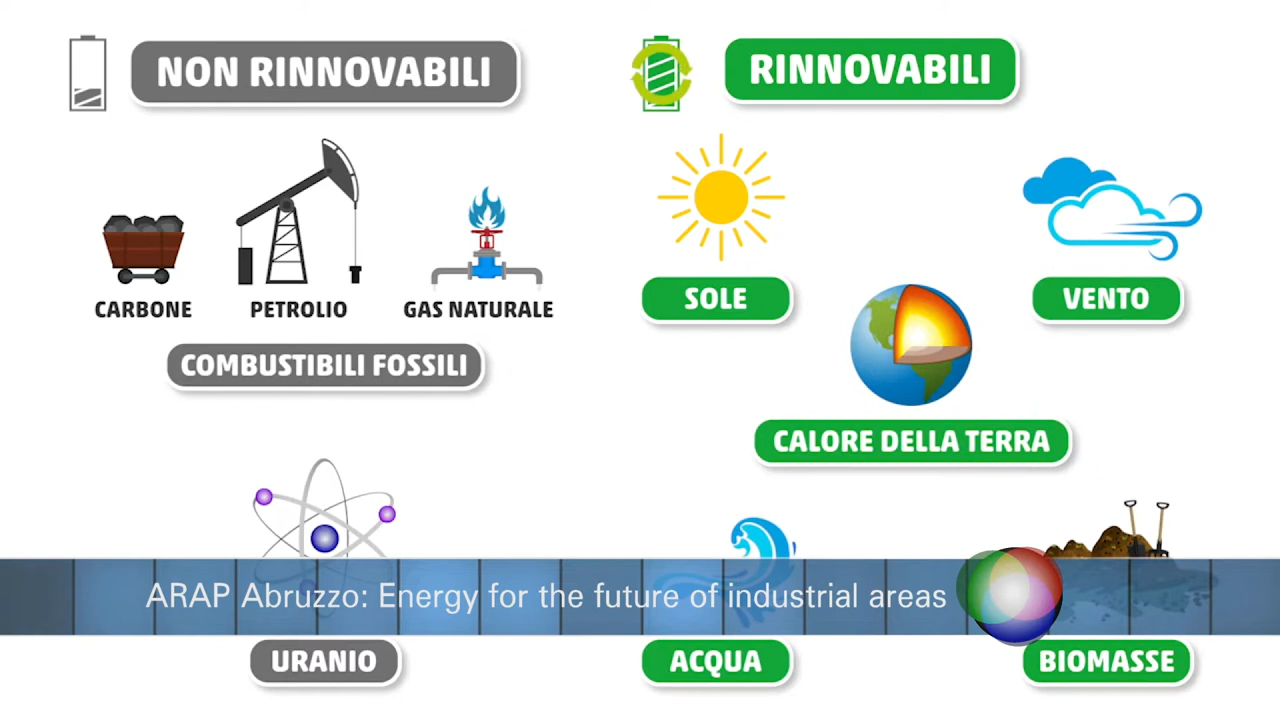 NON RINNOVABILI
RINNOVABILI
CARBONE
PETROLIO
GAS NATURALE
COMBUSTIBILI FOSSILI
SOLE
VENTO
CALORE DELLA TERRA
ARAP Abruzzo: Energy for the future of industrial areas
URANIO
ACQUA
BIOMASSE